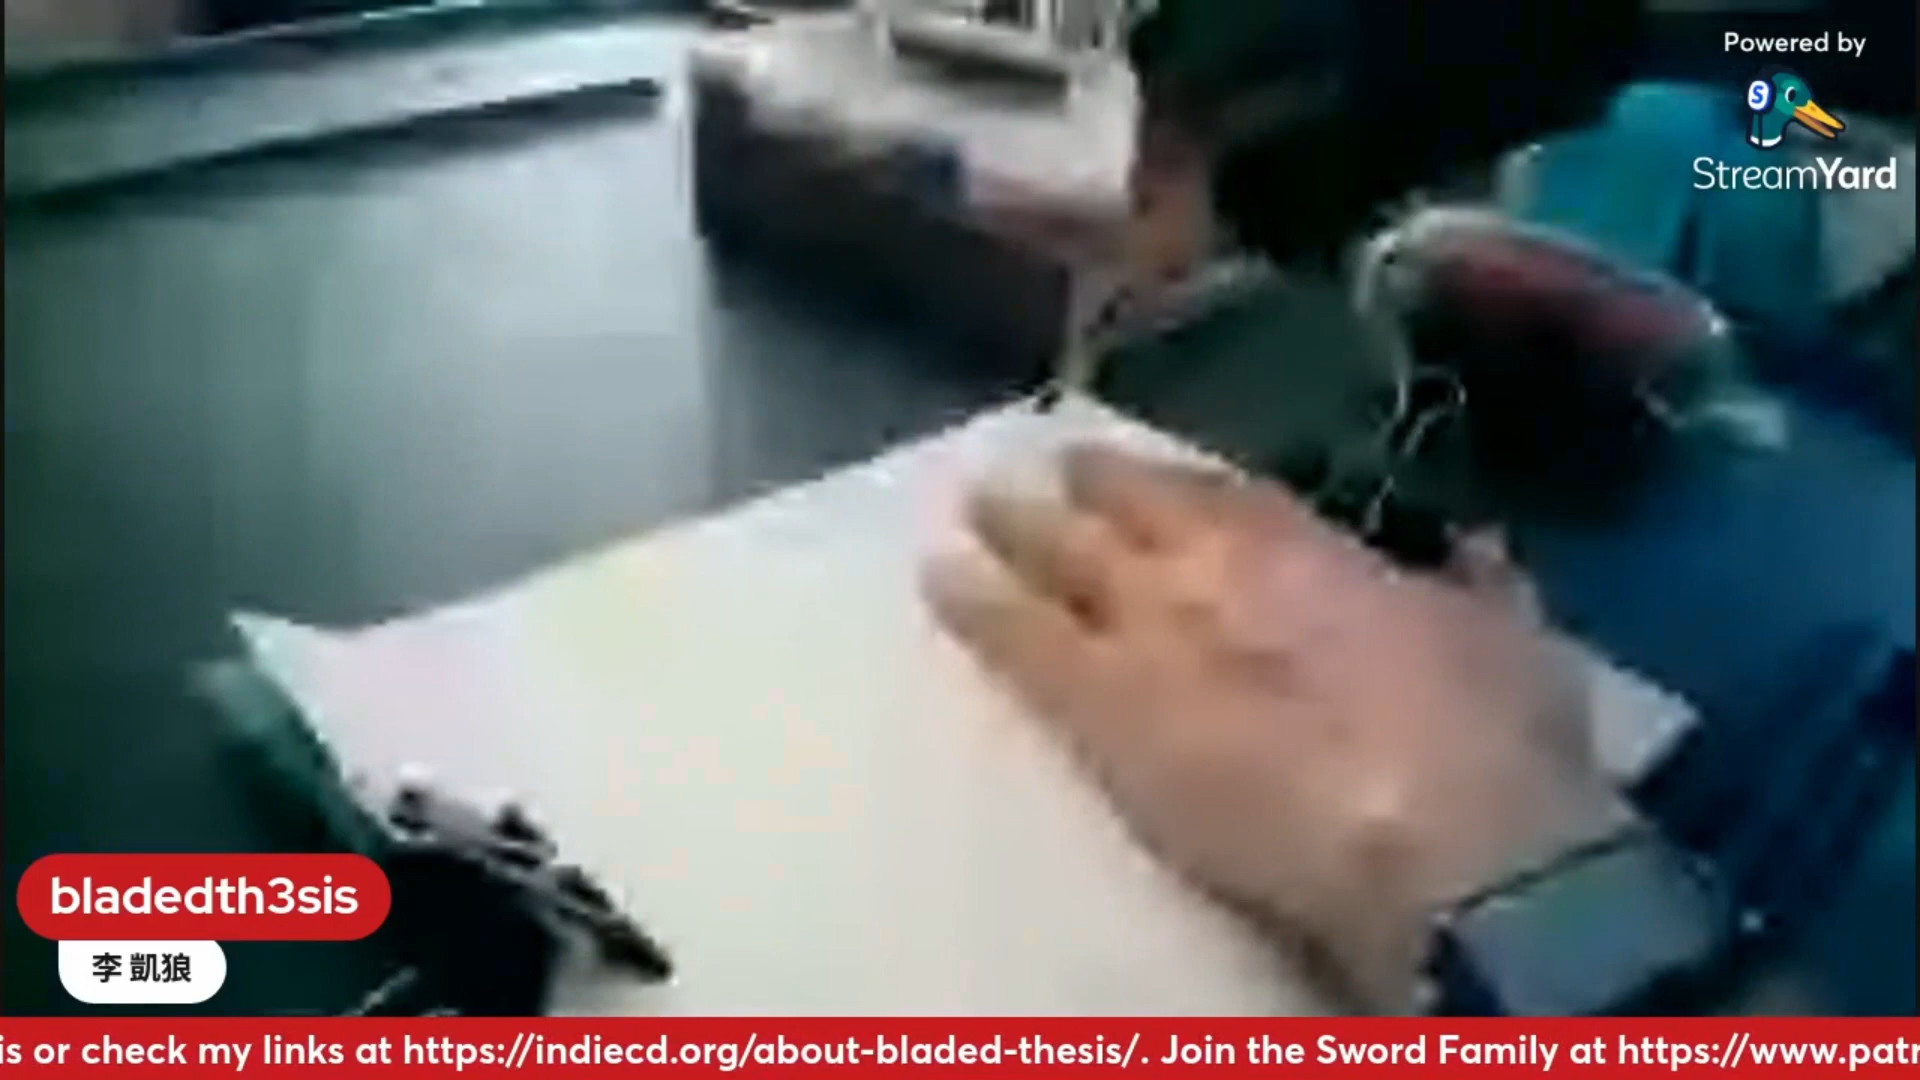 Powered by
S
StreamYard
bladedth3sis
李 凱狼
is or check my links at https://indiecd.org/about-bladed-thesis/. Join the Sword Family at https://www.patr